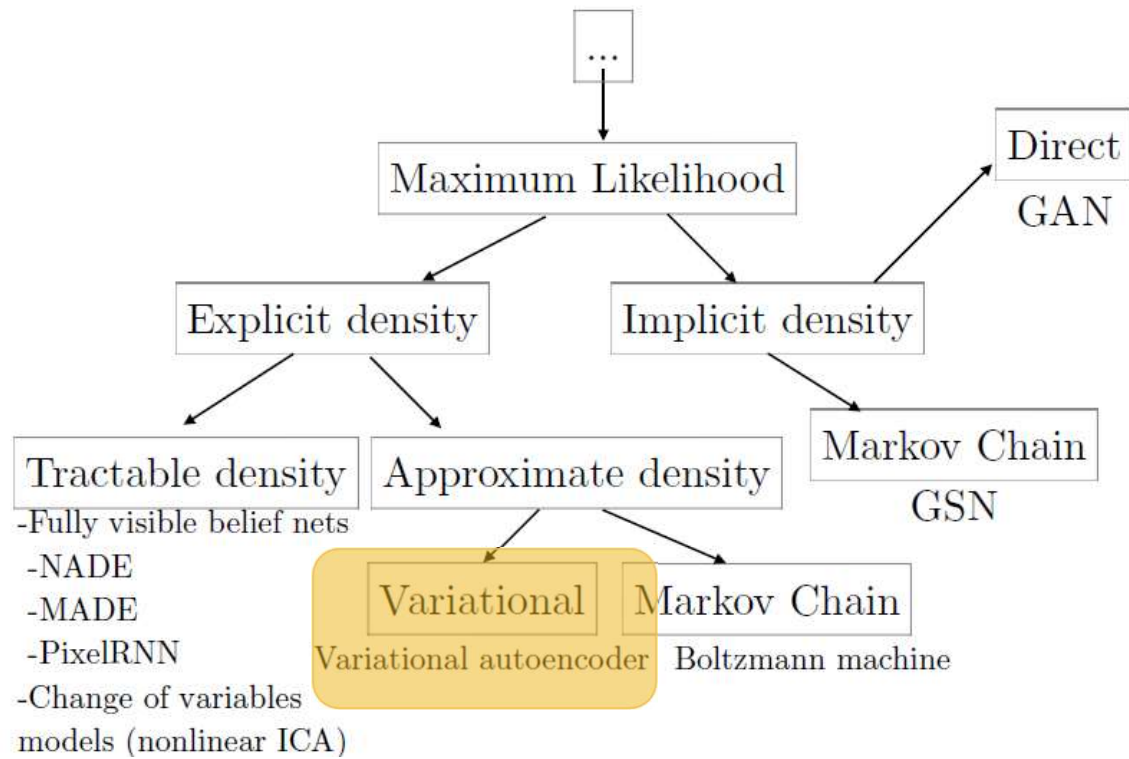 ...
Maximum Likelihood
Direct
GAN
Explicit density
Implicit density
Tractable density
-Fully visible belief nets
-NADE
-MADE
-PixelRNN
-Change of variables
models (nonlinear ICA)
Approximate density
Variational
Variational autoencoder
Markov Chain
Boltzmann machine
Markov Chain
GSN